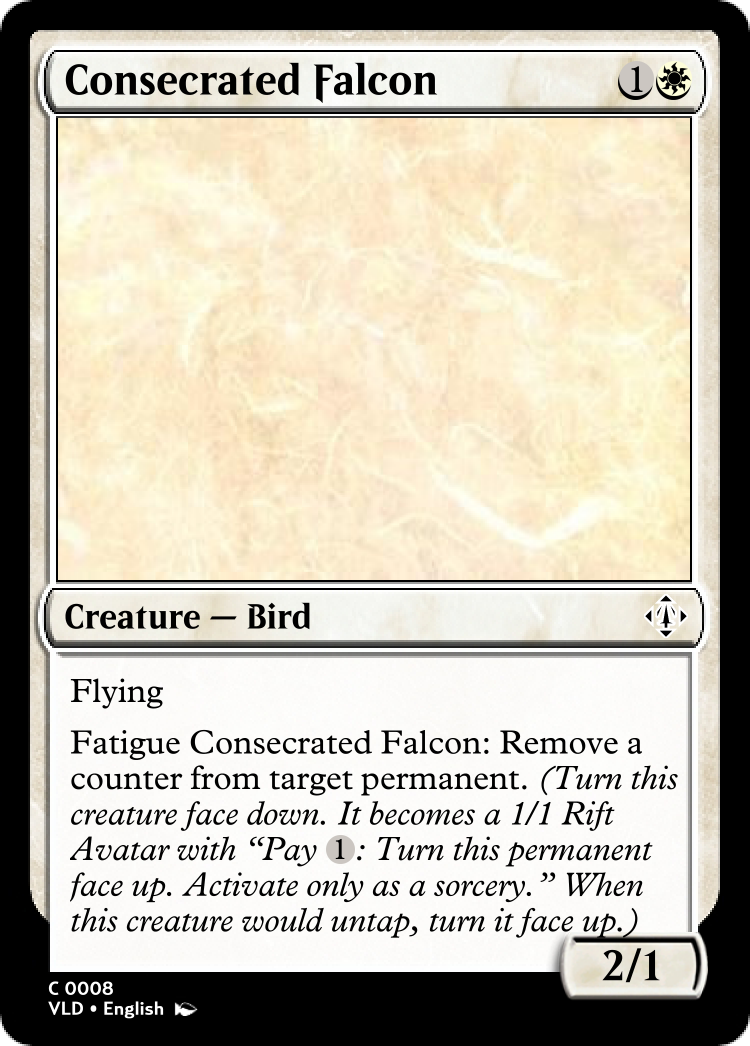 Consecrated Falcon 1
Creature — Bird
Flying
Fatigue Consecrated Falcon: Remove a
counter from target permanent. (Turn this
creature face down. It becomes a 1/1 Rift
Avatar with “Pay 1: Turn this permanent
face up. Activate only as a sorcery.” When
this creature would untap, turn it face up.)
2/1
C 0008
VLD • English